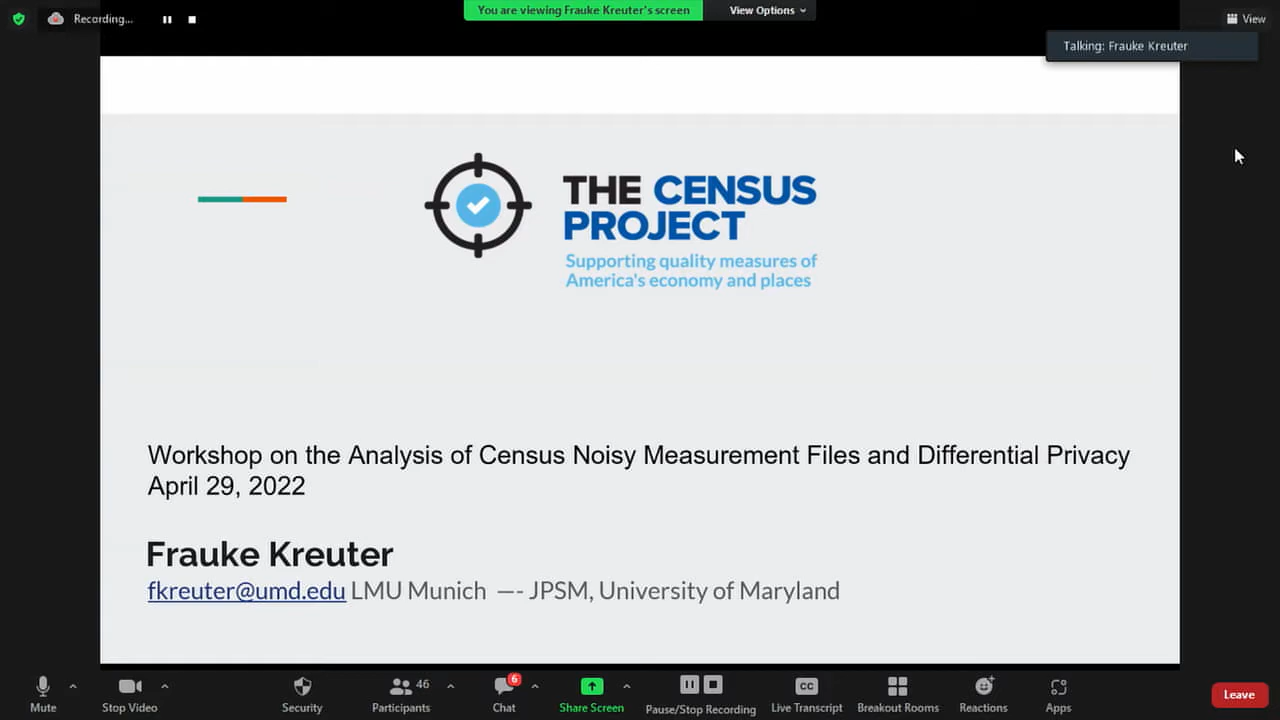 Recording...
You are viewing Frauke Kreuter's screen
View Options
View
Talking: Frauke Kreuter
THE CENSUS
PROJECT
Supporting quality measures of
America's economy and places
Workshop on the Analysis of Census Noisy Measurement Files and Differential Privacy
April 29, 2022
Frauke Kreuter
fkreuter@umd.edu LMU Munich —- JPSM, University of Maryland
46
6
CC
Mute
Stop Video
Security
Participants
Chat
Share Screen
Pause/Stop Recording
Live Transcript
Breakout Rooms
Reactions
Apps
Leave